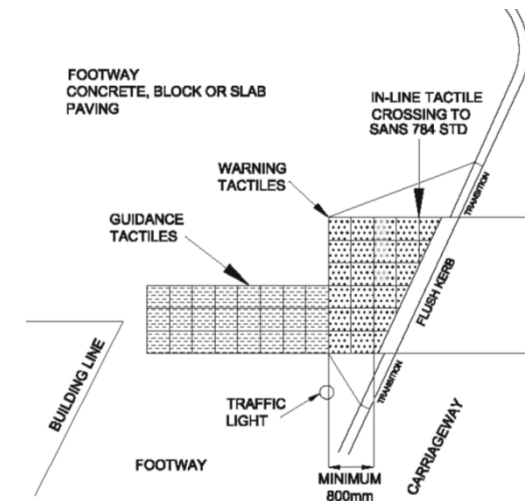 FOOTWAY
CONCRETE, BLOCK OR SLAB
PAVING
IN-LINE TACTILE
CROSSING TO
SANS 784 STD
WARNING
TACTILES
TRANSITION
GUIDANCE
TACTILES
FLUSH KERB
BUILDING LINE
TRANSITION
TRAFFIC
LIGHT
CARRIAGEWAY
FOOTWAY
MINIMUM
800mm